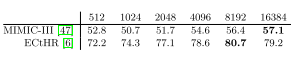 512 1024 2048 4096 8192 16384
MIMIC-III [47] 52.8 50.7 51.7 54.6 56.4 57.1
ECtHR [6] 72.2 74.3 77.1 78.6 80.7 79.2